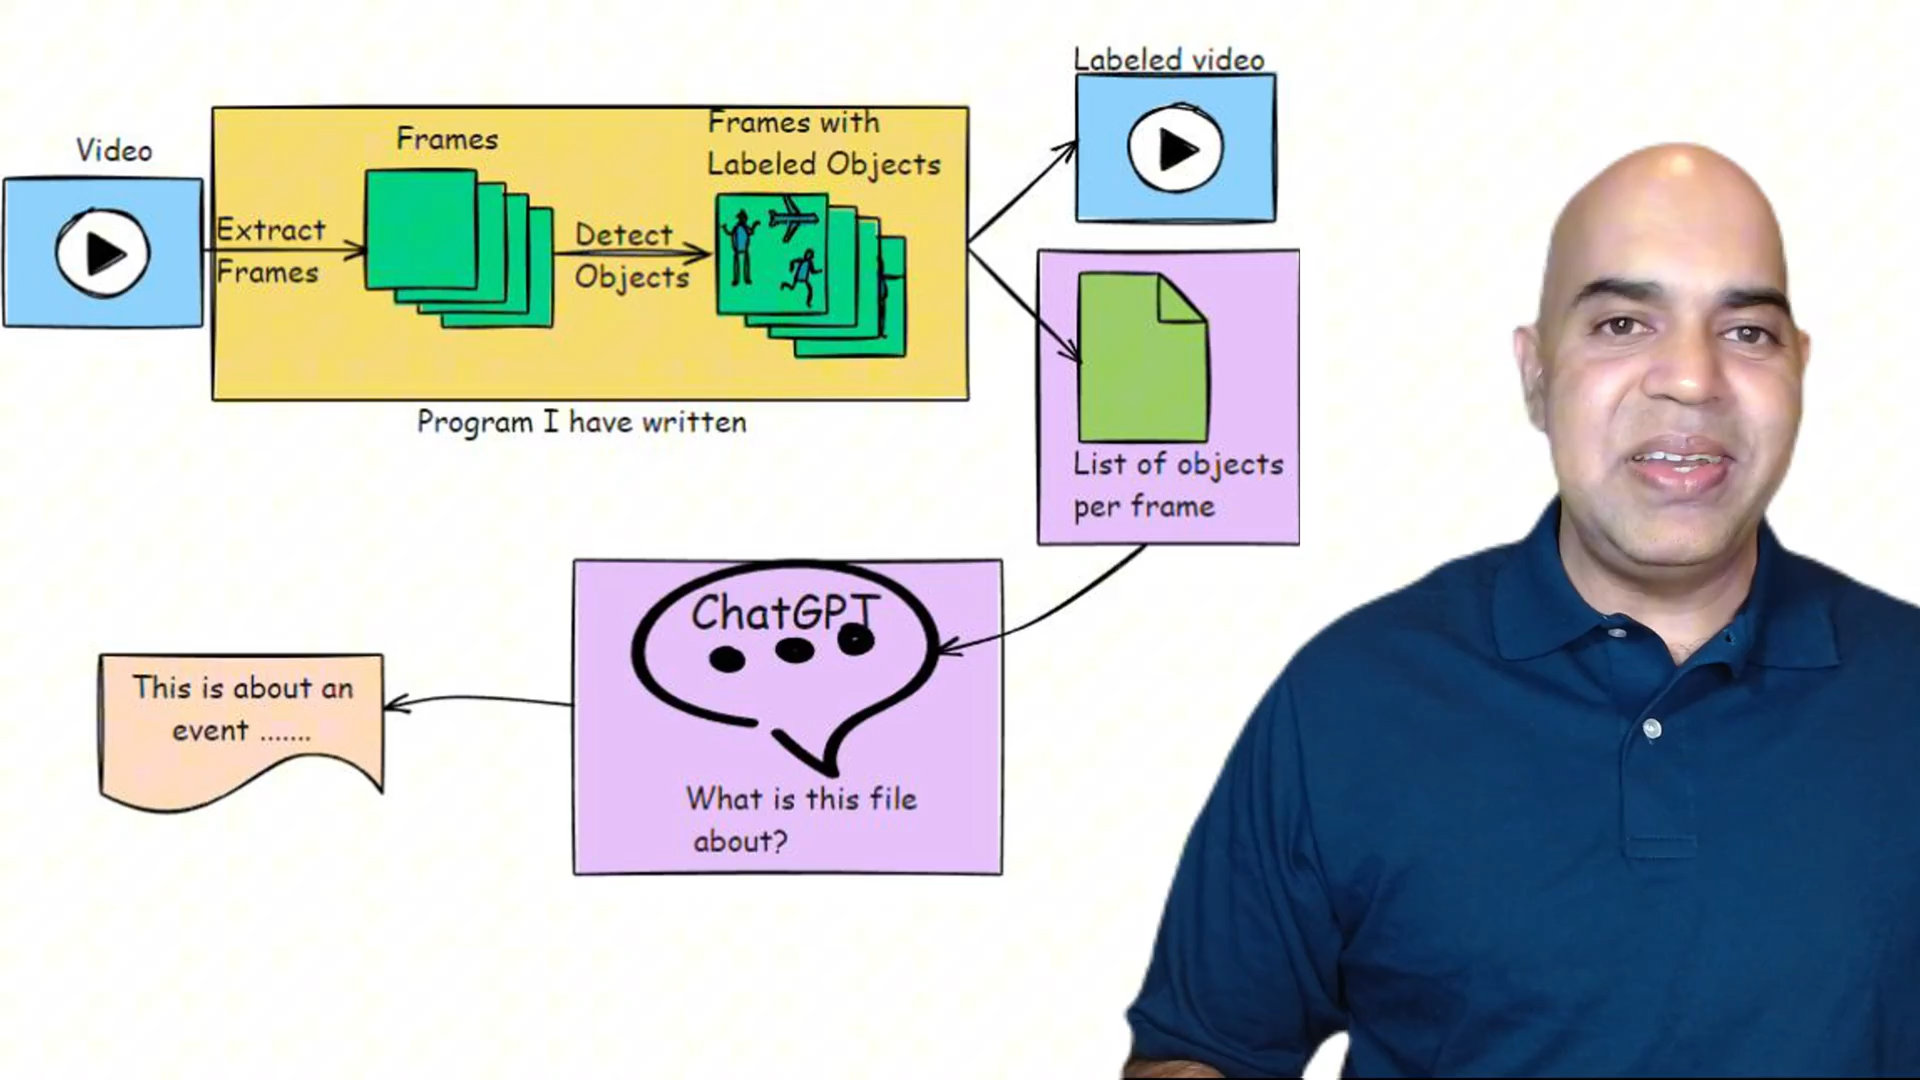 Labeled video
Video
Frames
Frames with
Labeled Objects
Extract
Frames
Detect
Objects
Program I have written
List of objects
per frame
ChatGPT
What is this file
about?
This is about an
event .......